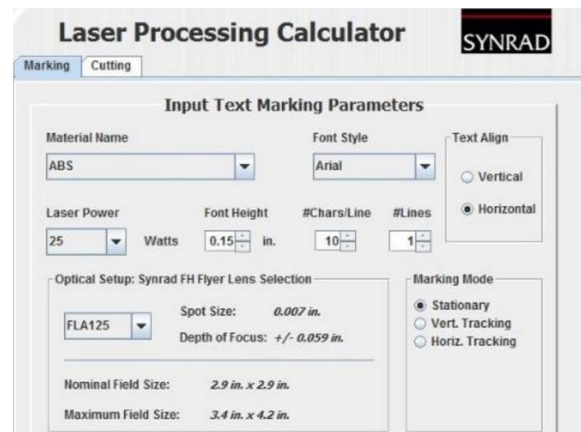 Laser Processing Calculator
SYNRAD
Marking Cutting
Input Text Marking Parameters
Material Name Font Style Text Align
ABS Arial Vertical
Horizontal
Laser Power Font Height #Chars/Line #Lines
25 Watts 0.15 in. 10 1
Optical Setup: Synrad FH Flyer Lens Selection Marking Mode
FLA125 Spot Size: 0.007 in. Stationary
Depth of Focus: +/- 0.059 in. Vert. Tracking
Horiz. Tracking
Nominal Field Size: 2.9 in. x 2.9 in.
Maximum Field Size: 3.4 in. x 4.2 in.